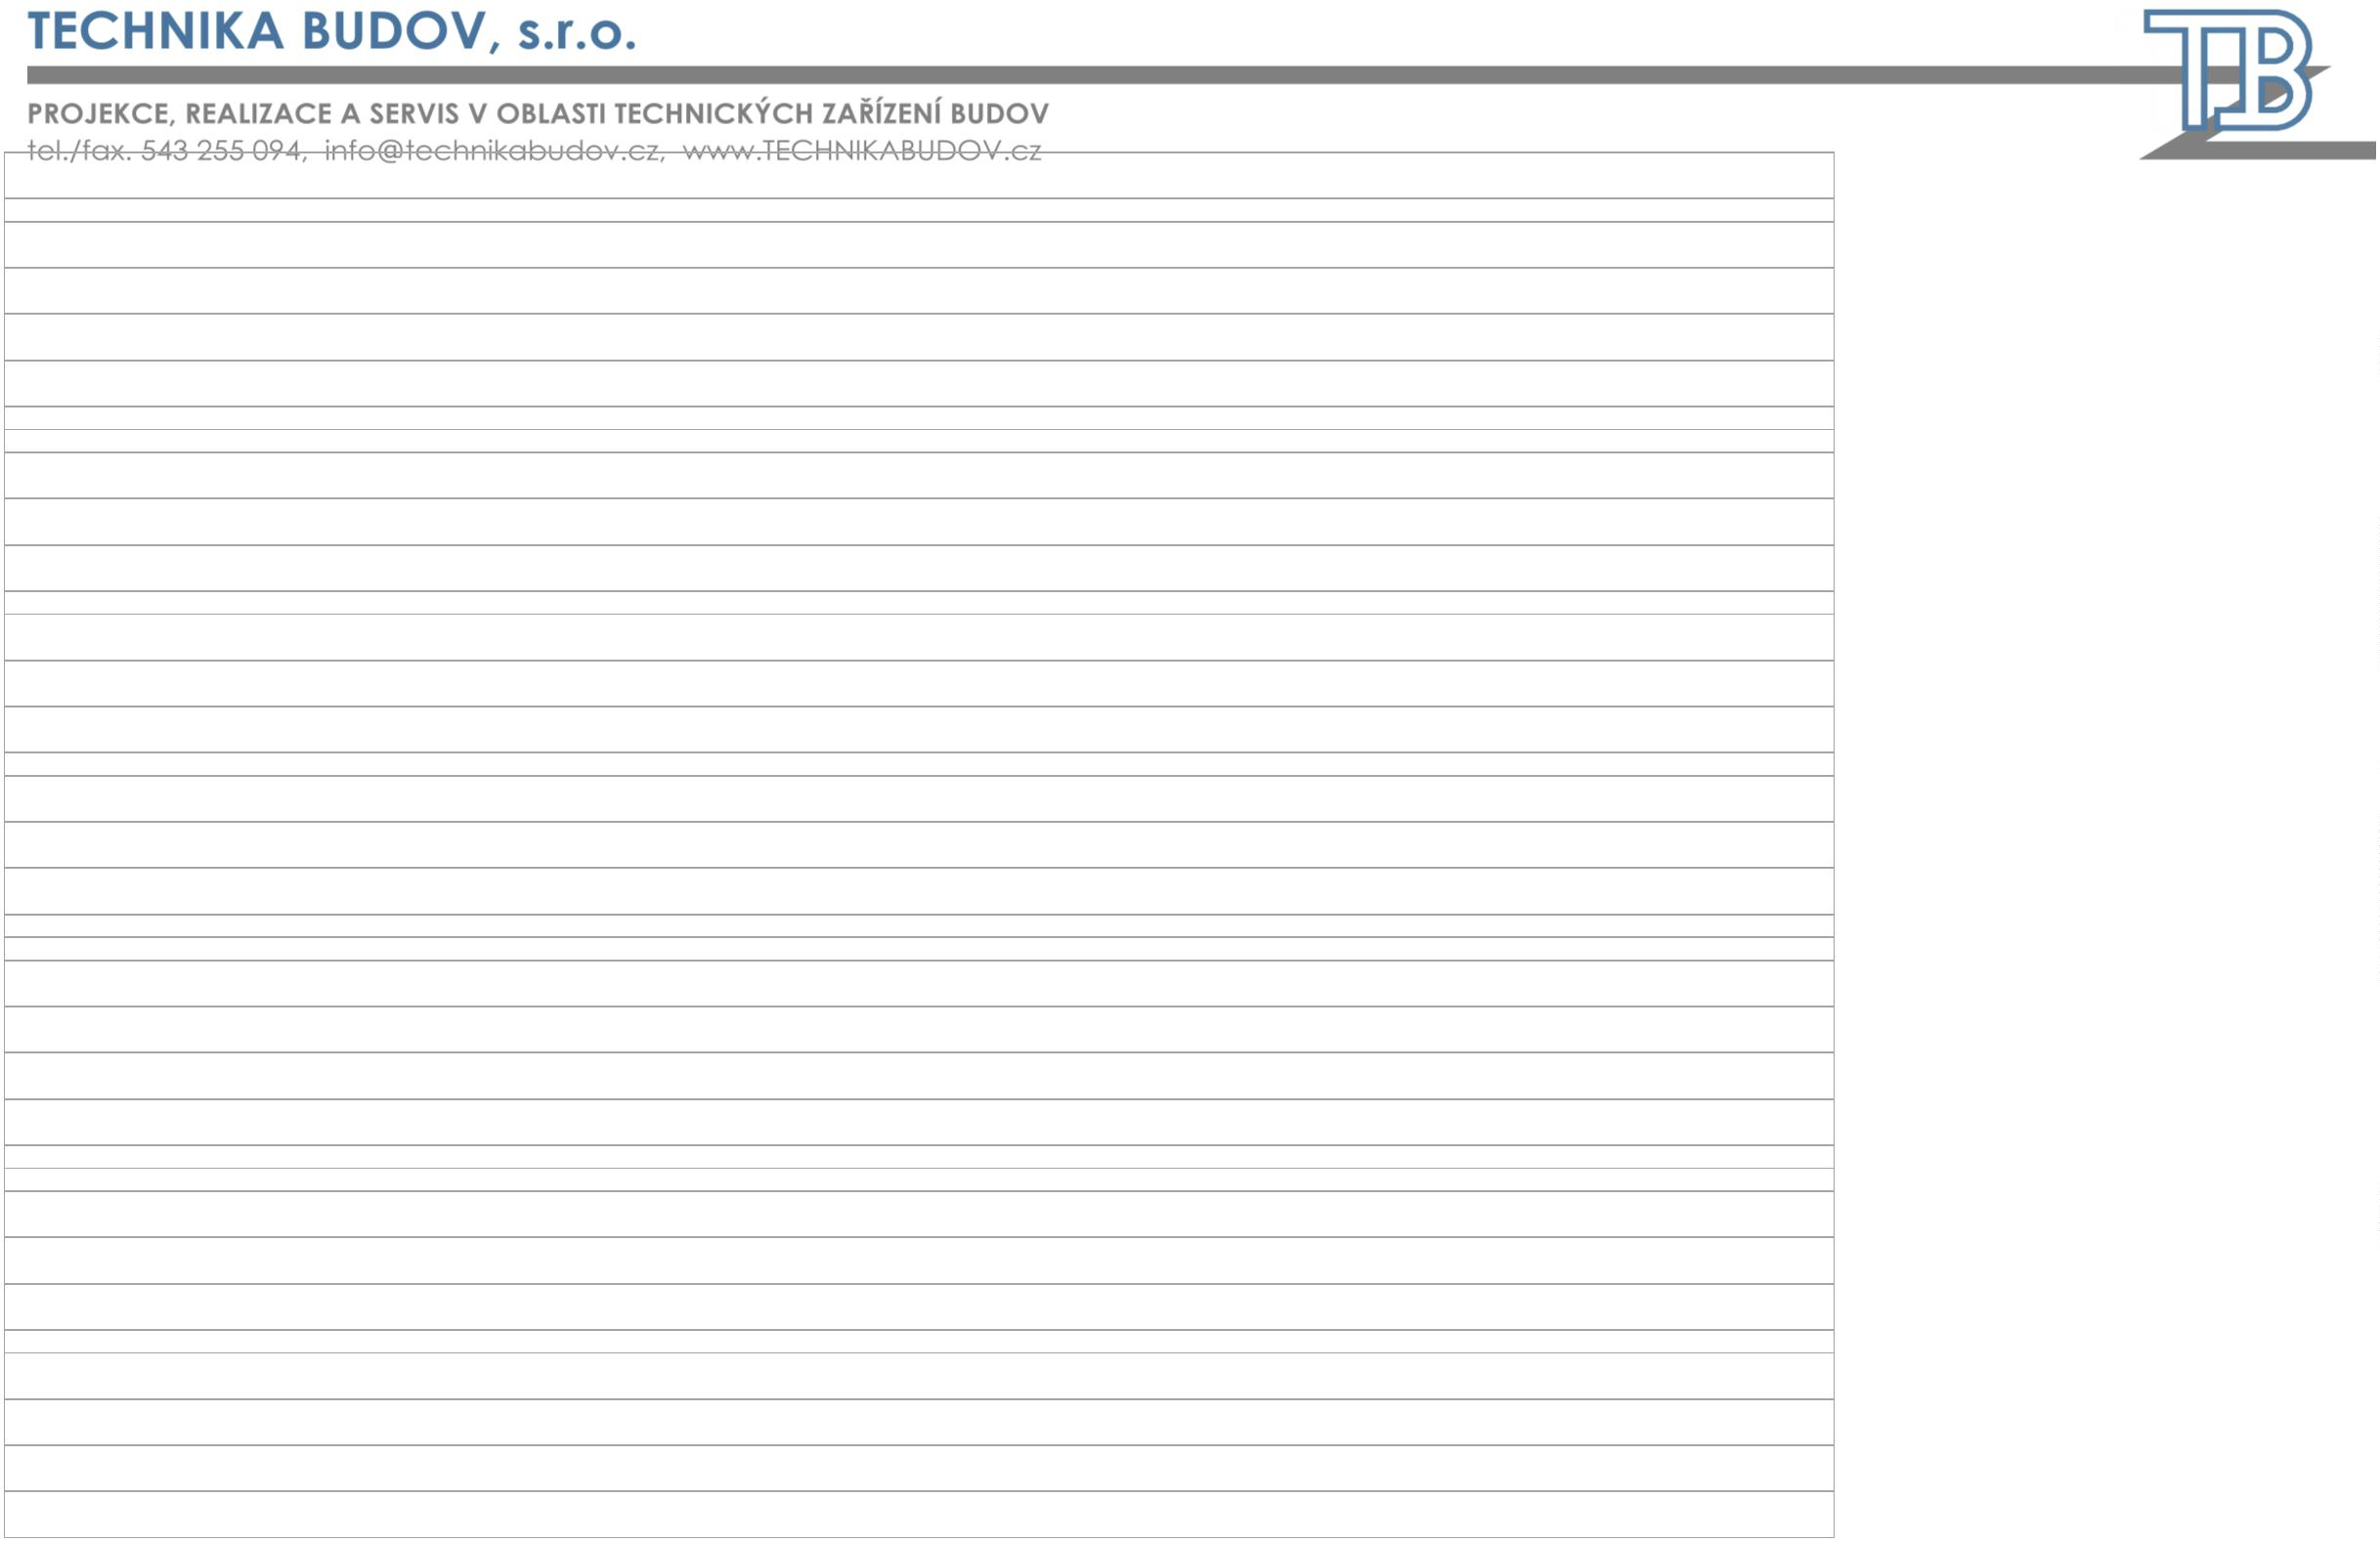 TECHNIKA BUDOV, s.r.o.
TB
PROJEKCE, REALIZACE A SERVIS V OBLASTI TECHNICKÝCH ZAŘÍZENÍ BUDOV
tel./fax. 543 255 094, info@technikabudov.cz, www.TECHNIKABUDOV.cz